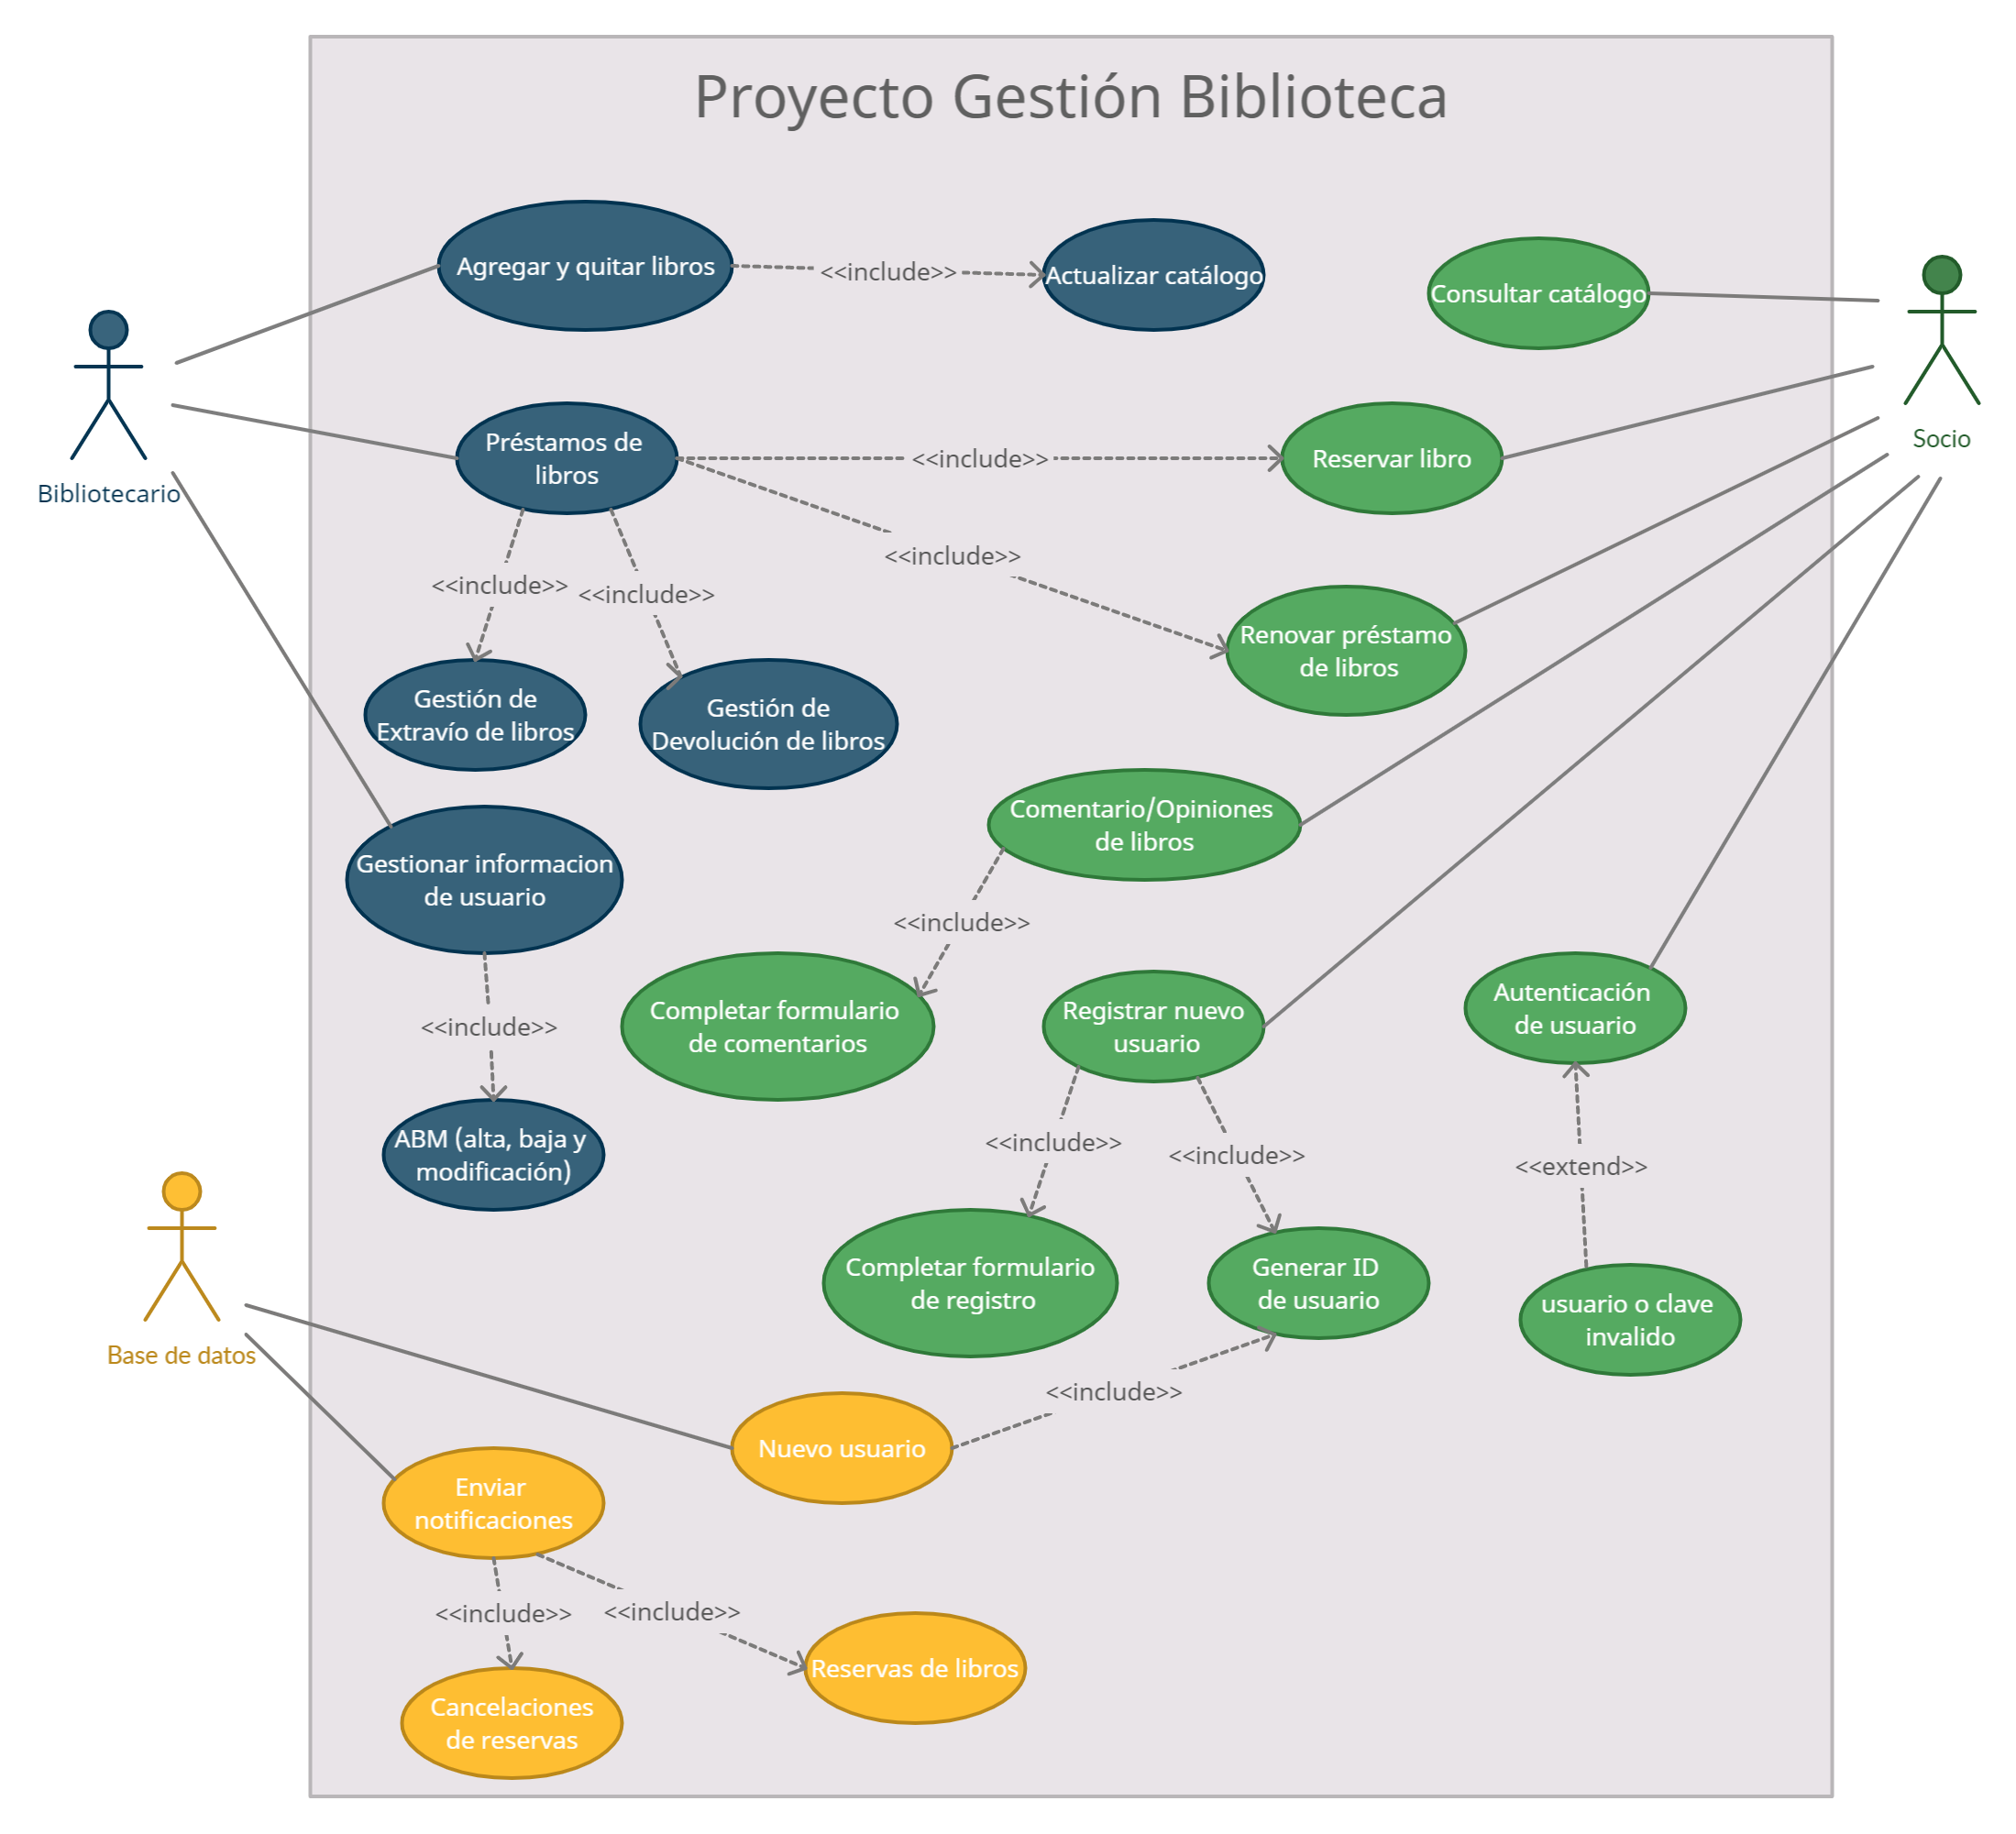 Proyecto Gestión Biblioteca
Agregar y quitar libros
<<include>>
Actualizar catálogo
Consultar catálogo
Bibliotecario
Socio
Préstamos de
libros
<<include>>
Reservar libro
<<include>>
<<include>>
<<include>>
Renovar préstamo
de libros
Gestión de
Extravío de libros
Gestión de
Devolución de libros
Comentario/Opiniones
de libros
Gestionar informacion
de usuario
<<include>>
<<include>>
Completar formulario
de comentarios
Registrar nuevo
usuario
Autenticación
de usuario
ABM (alta, baja y
modificación)
<<include>>
<<include>>
<<extend>>
Completar formulario
de registro
Generar ID
de usuario
usuario o clave
invalido
Base de datos
<<include>>
Nuevo usuario
Enviar
notificaciones
<<include>>
<<include>>
Reservas de libros
Cancelaciones
de reservas